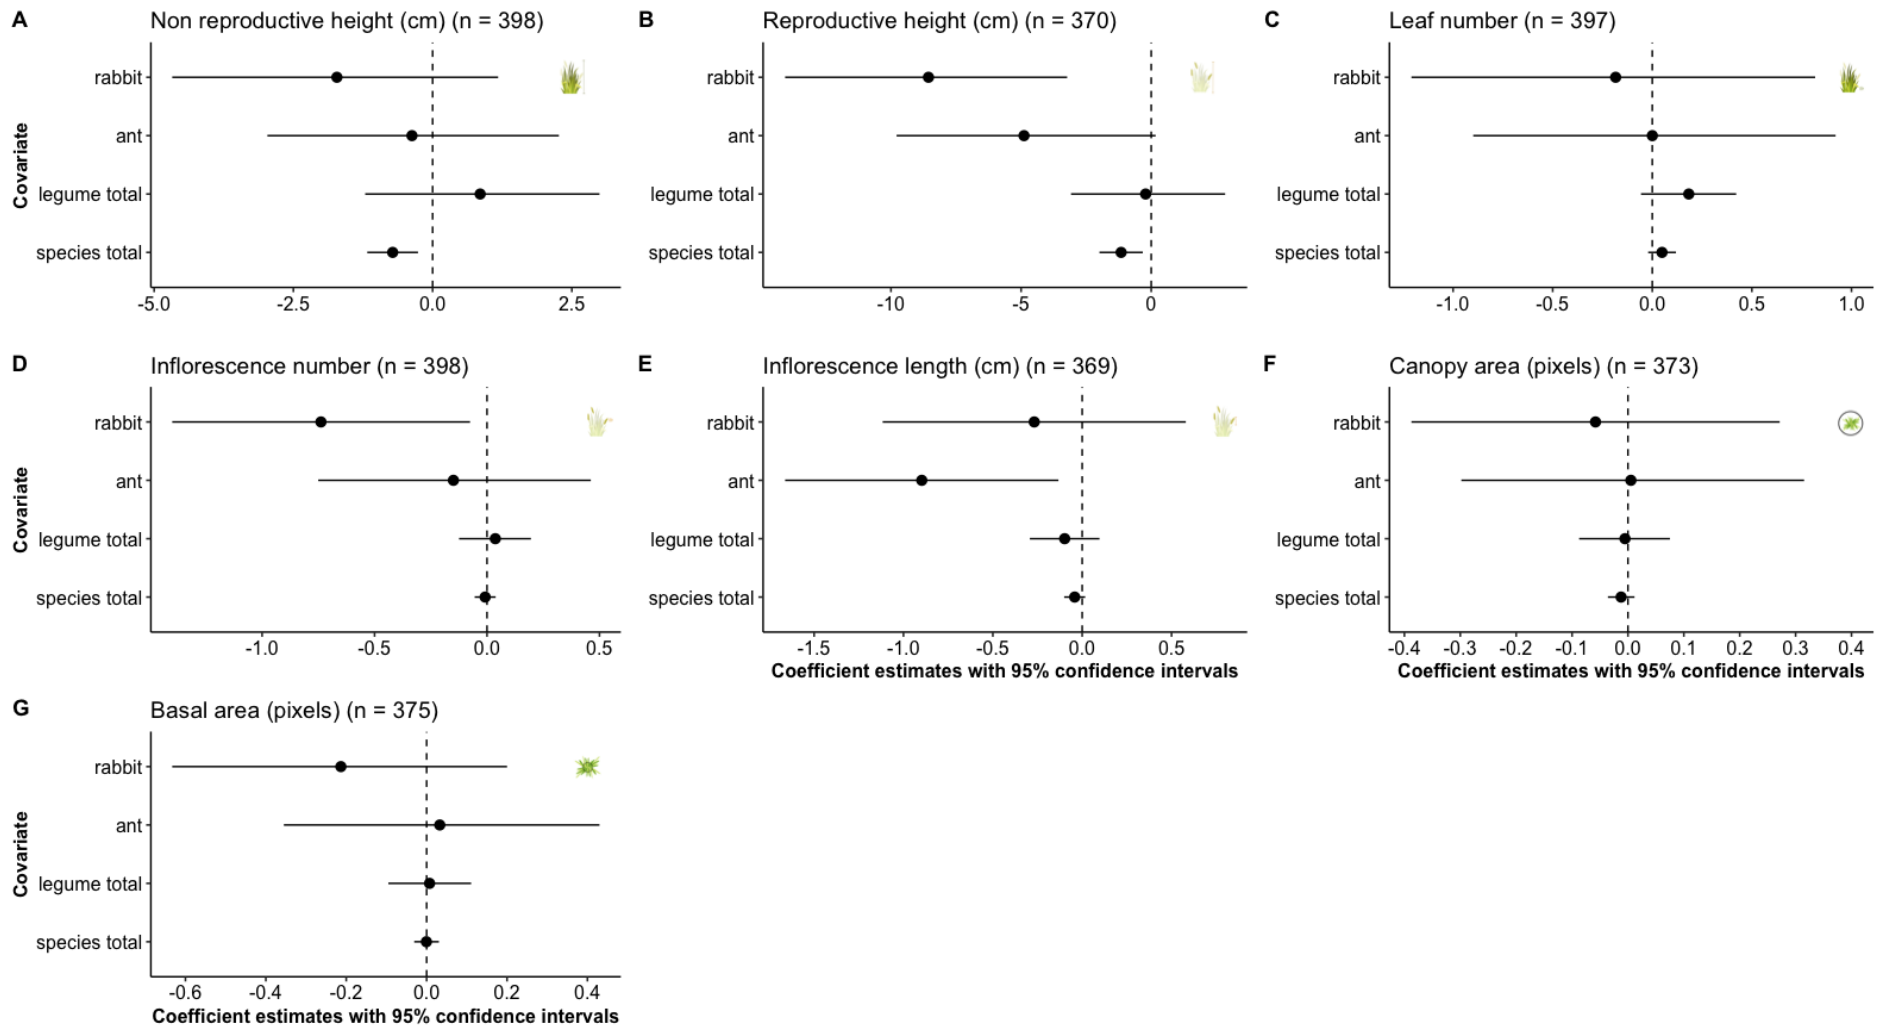 A Non reproductive height (cm) (n = 398)
Covariate
rabbit
ant
legume total
species total
-5.0 -2.5 0.0 2.5
B Reproductive height (cm) (n = 370)
rabbit
ant
legume total
species total
-10 -5 0
C Leaf number (n = 397)
rabbit
ant
legume total
species total
-1.0 -0.5 0.0 0.5 1.0
D Inflorescence number (n = 398)
Covariate
rabbit
ant
legume total
species total
-1.0 -0.5 0.0 0.5
E Inflorescence length (cm) (n = 369)
rabbit
ant
legume total
species total
-1.5 -1.0 -0.5 0.0 0.5
Coefficient estimates with 95% confidence intervals
F Canopy area (pixels) (n = 373)
rabbit
ant
legume total
species total
-0.4 -0.3 -0.2 -0.1 0.0 0.1 0.2 0.3 0.4
Coefficient estimates with 95% confidence intervals
G Basal area (pixels) (n = 375)
Covariate
rabbit
ant
legume total
species total
-0.6 -0.4 -0.2 0.0 0.2 0.4
Coefficient estimates with 95% confidence intervals